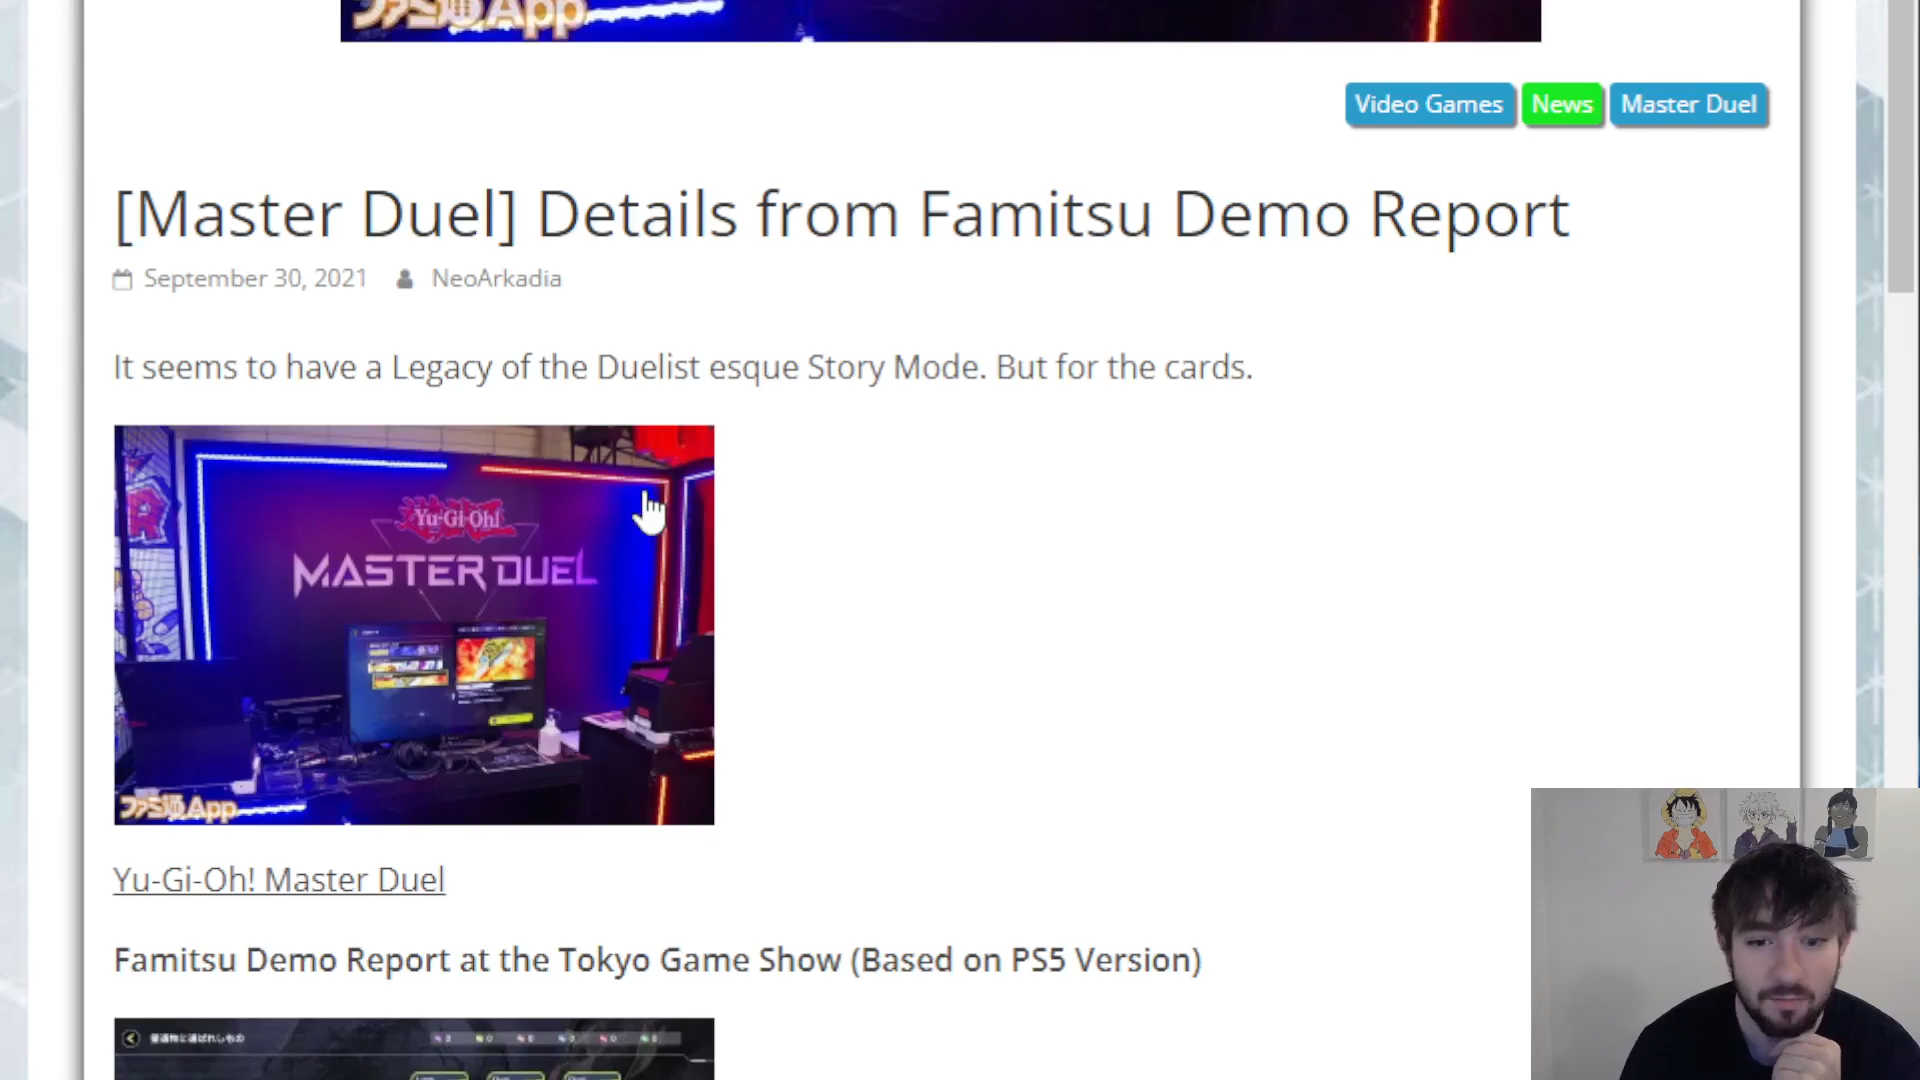 ファミ通App
Video Games
News
Master Duel
[Master Duel] Details from Famitsu Demo Report
September 30, 2021
NeoArkadia
It seems to have a Legacy of the Duelist esque Story Mode. But for the cards.
Yu-Gi-Oh!
MASTER DUEL
ファミ通App
Yu-Gi-Oh! Master Duel
Famitsu Demo Report at the Tokyo Game Show (Based on PS5 Version)